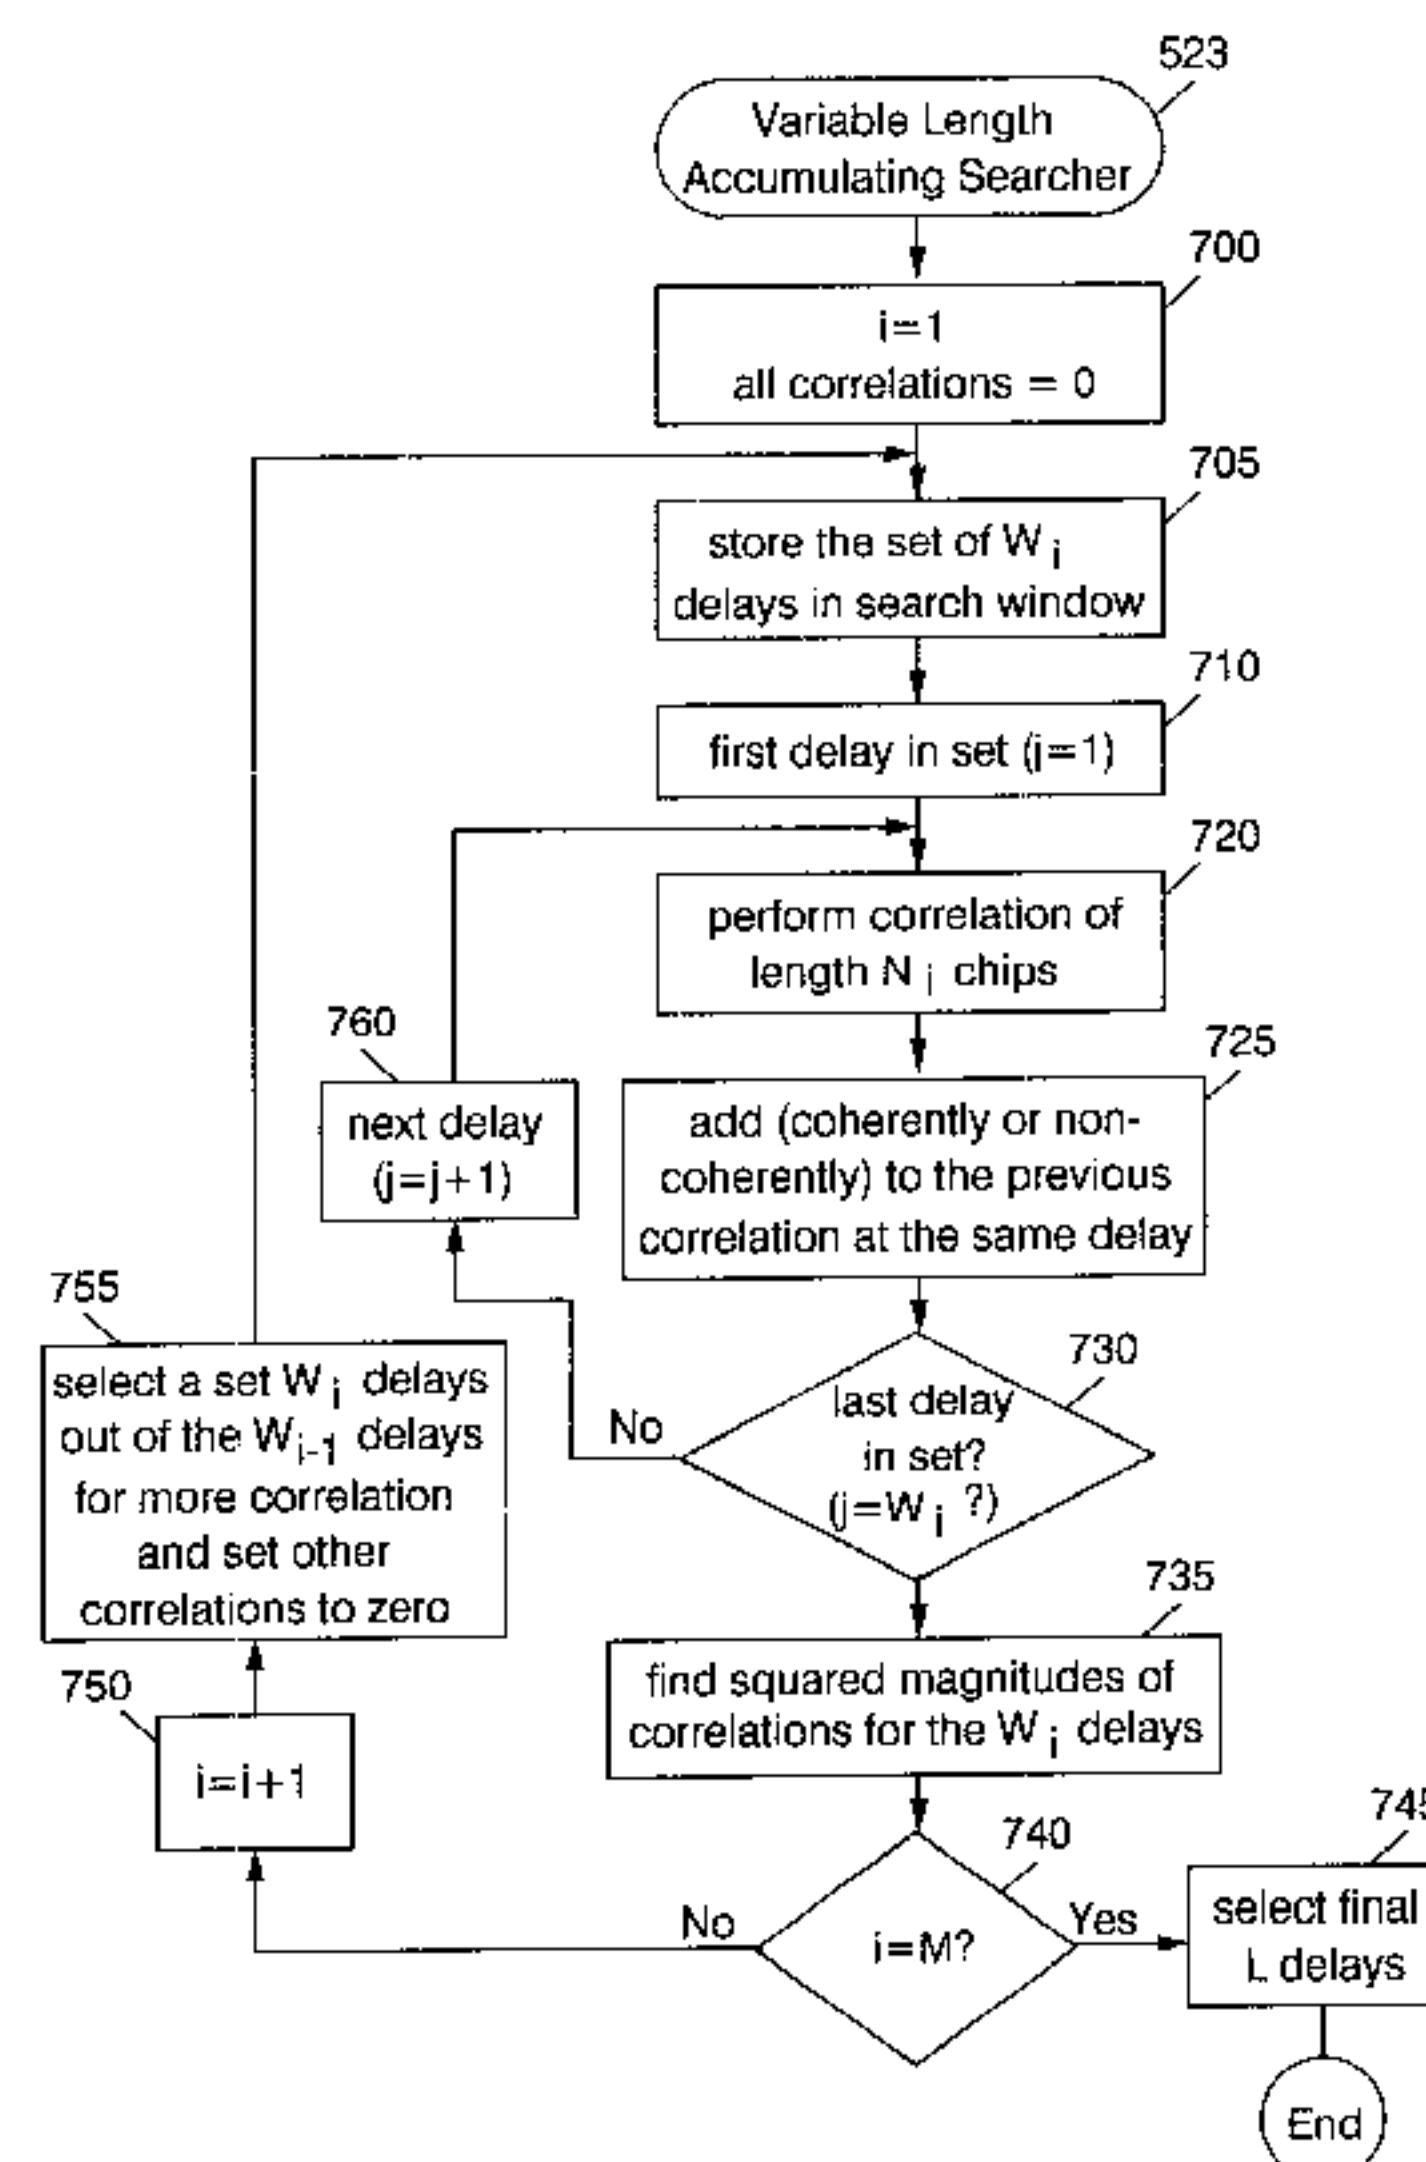 523
Variable Length
Accumulating Searcher
700
i=1
all correlations = 0
705
store the set of W i
delays in search window
710
first delay in set (j=1)
720
perform correlation of
length N i chips
725
add (coherently or non-
coherently) to the previous
correlation at the same delay
760
next delay
(j=j+1)
730
last delay
in set?
(j=W i ?)
No
755
select a set W i delays
out of the W i-1 delays
for more correlation
and set other
correlations to zero
735
find squared magnitudes of
correlations for the W i delays
750
i=i+1
740
i=M?
No
Yes
745
select final
L delays
End